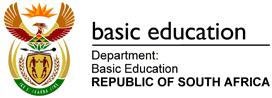 basic education
Department:
Basic Education
REPUBLIC OF SOUTH AFRICA